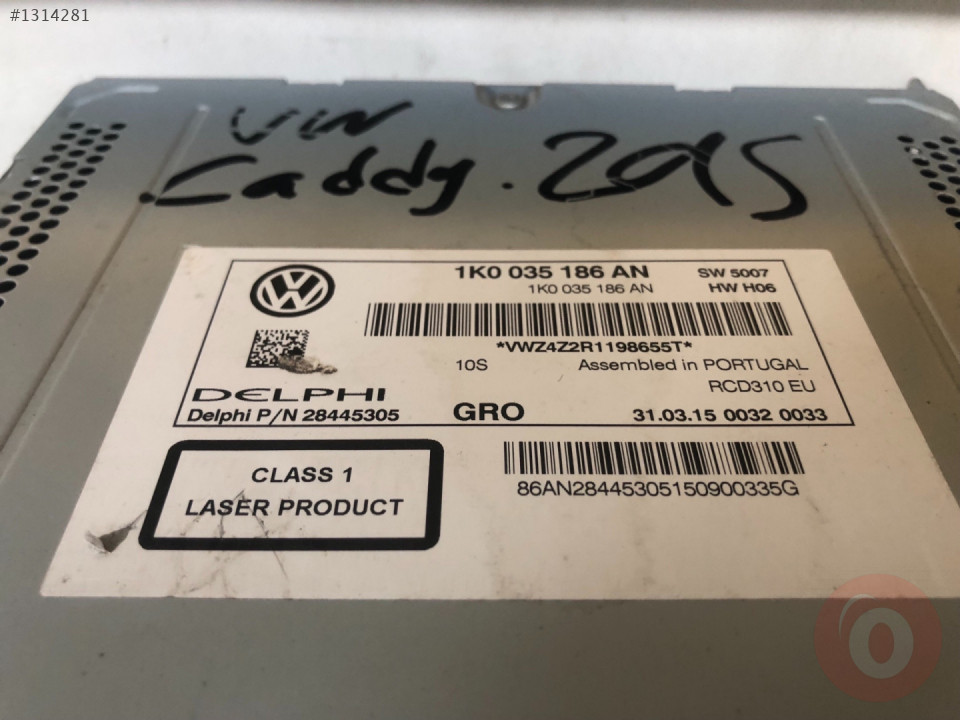 #1314281
VW
Caddy. 2015
1K0 035 186 AN
SW 5007
1K0 035 186 AN
HW H06
*VWZ4Z2R1198655T*
10S
Assembled in PORTUGAL
RCD310 EU
DELPHI
Delphi P/N 28445305
GRO
31.03.15 0032 0033
CLASS 1
LASER PRODUCT
86AN28445305150900335G